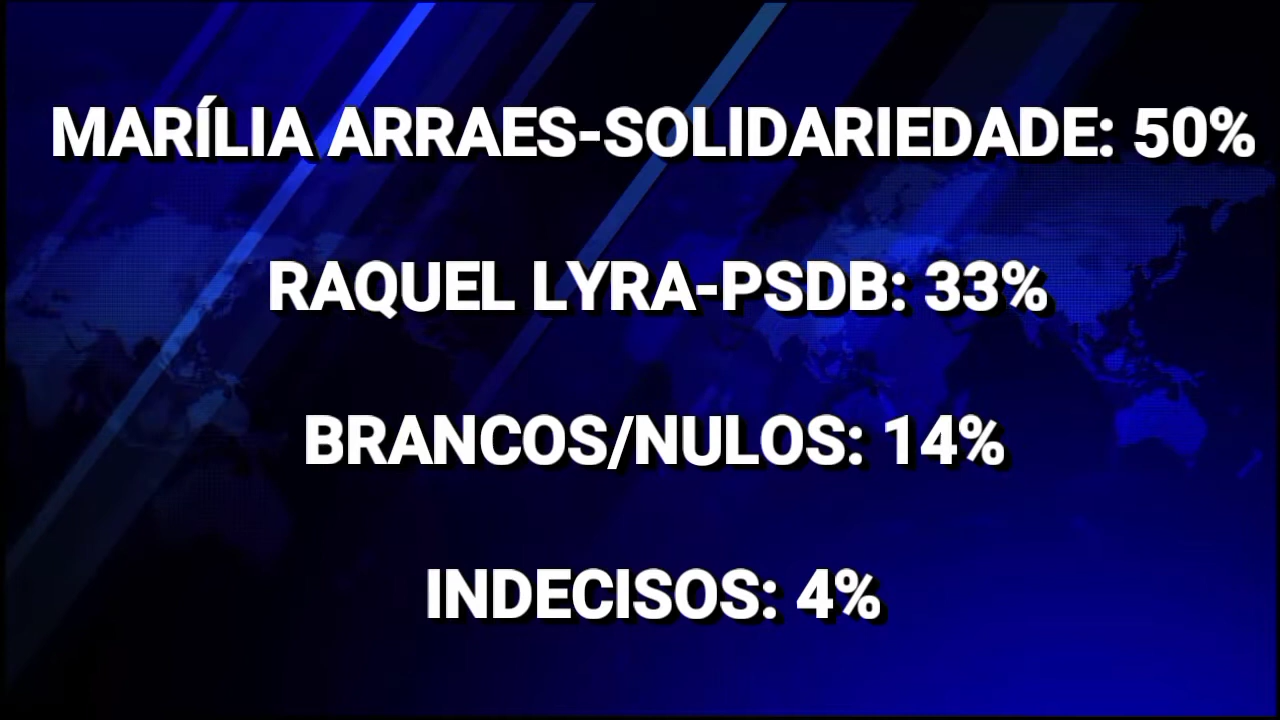 MARÍLIA ARRAES-SOLIDARIEDADE: 50%
RAQUEL LYRA-PSDB: 33%
BRANCOS/NULOS: 14%
INDECISOS: 4%